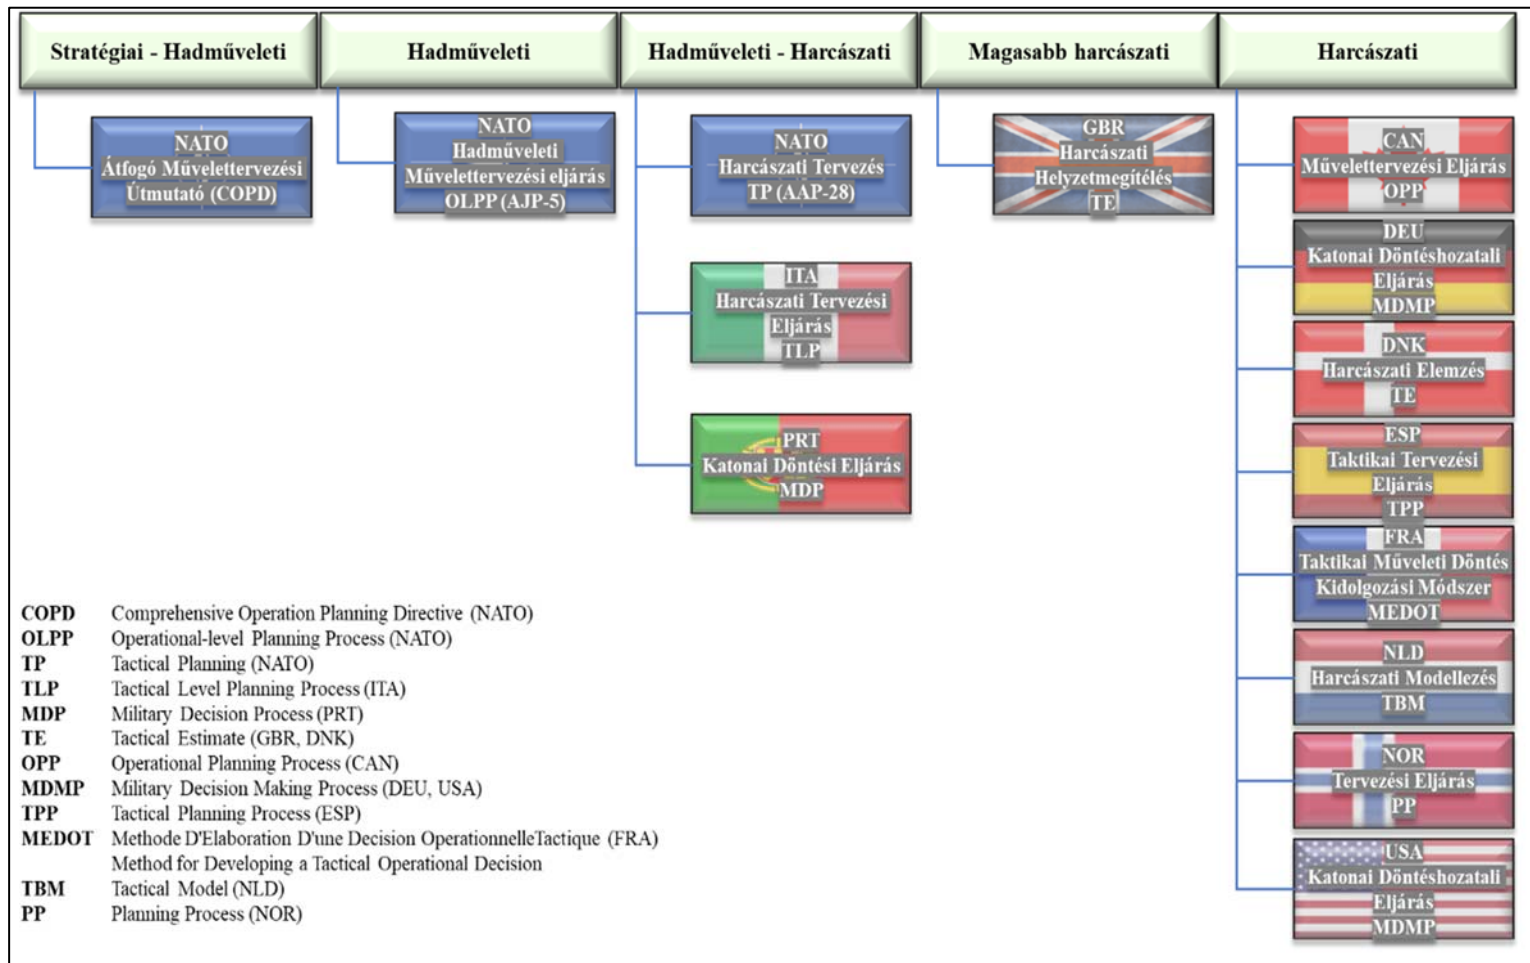 Stratégiai - Hadműveleti
Hadműveleti
Hadműveleti - Harcászati
Magasabb harcászati
Harcászati
NATO
Átfogó Művelettervezési
Útmutató (COPD)
NATO
Hadműveleti
Művelettervezési eljárás
OLPP (AJP-5)
NATO
Harcászati Tervezés
TP (AAP-28)
ITA
Harcászati Tervezési
Eljárás
TLP
PRT
Katonai Döntési Eljárás
MDP
GBR
Harcászati
Helyzetmegítélés
TE
CAN
Művelettervezési Eljárás
OPP
DEU
Katonai Döntéshozatali
Eljárás
MDMP
DNK
Harcászati Elemzés
TE
ESP
Taktikai Tervezési
Eljárás
TPP
FRA
Taktikai Műveleti Döntés
Kidolgozási Módszer
MEDOT
NLD
Harcászati Modellezés
TBM
NOR
Tervezési Eljárás
PP
USA
Katonai Döntéshozatali
Eljárás
MDMP
COPD Comprehensive Operation Planning Directive (NATO)
OLPP Operational-level Planning Process (NATO)
TP Tactical Planning (NATO)
TLP Tactical Level Planning Process (ITA)
MDP Military Decision Process (PRT)
TE Tactical Estimate (GBR, DNK)
OPP Operational Planning Process (CAN)
MDMP Military Decision Making Process (DEU, USA)
TPP Tactical Planning Process (ESP)
MEDOT Methode D'Elaboration D'une Decision OperationnelleTactique (FRA)
Method for Developing a Tactical Operational Decision
TBM Tactical Model (NLD)
PP Planning Process (NOR)